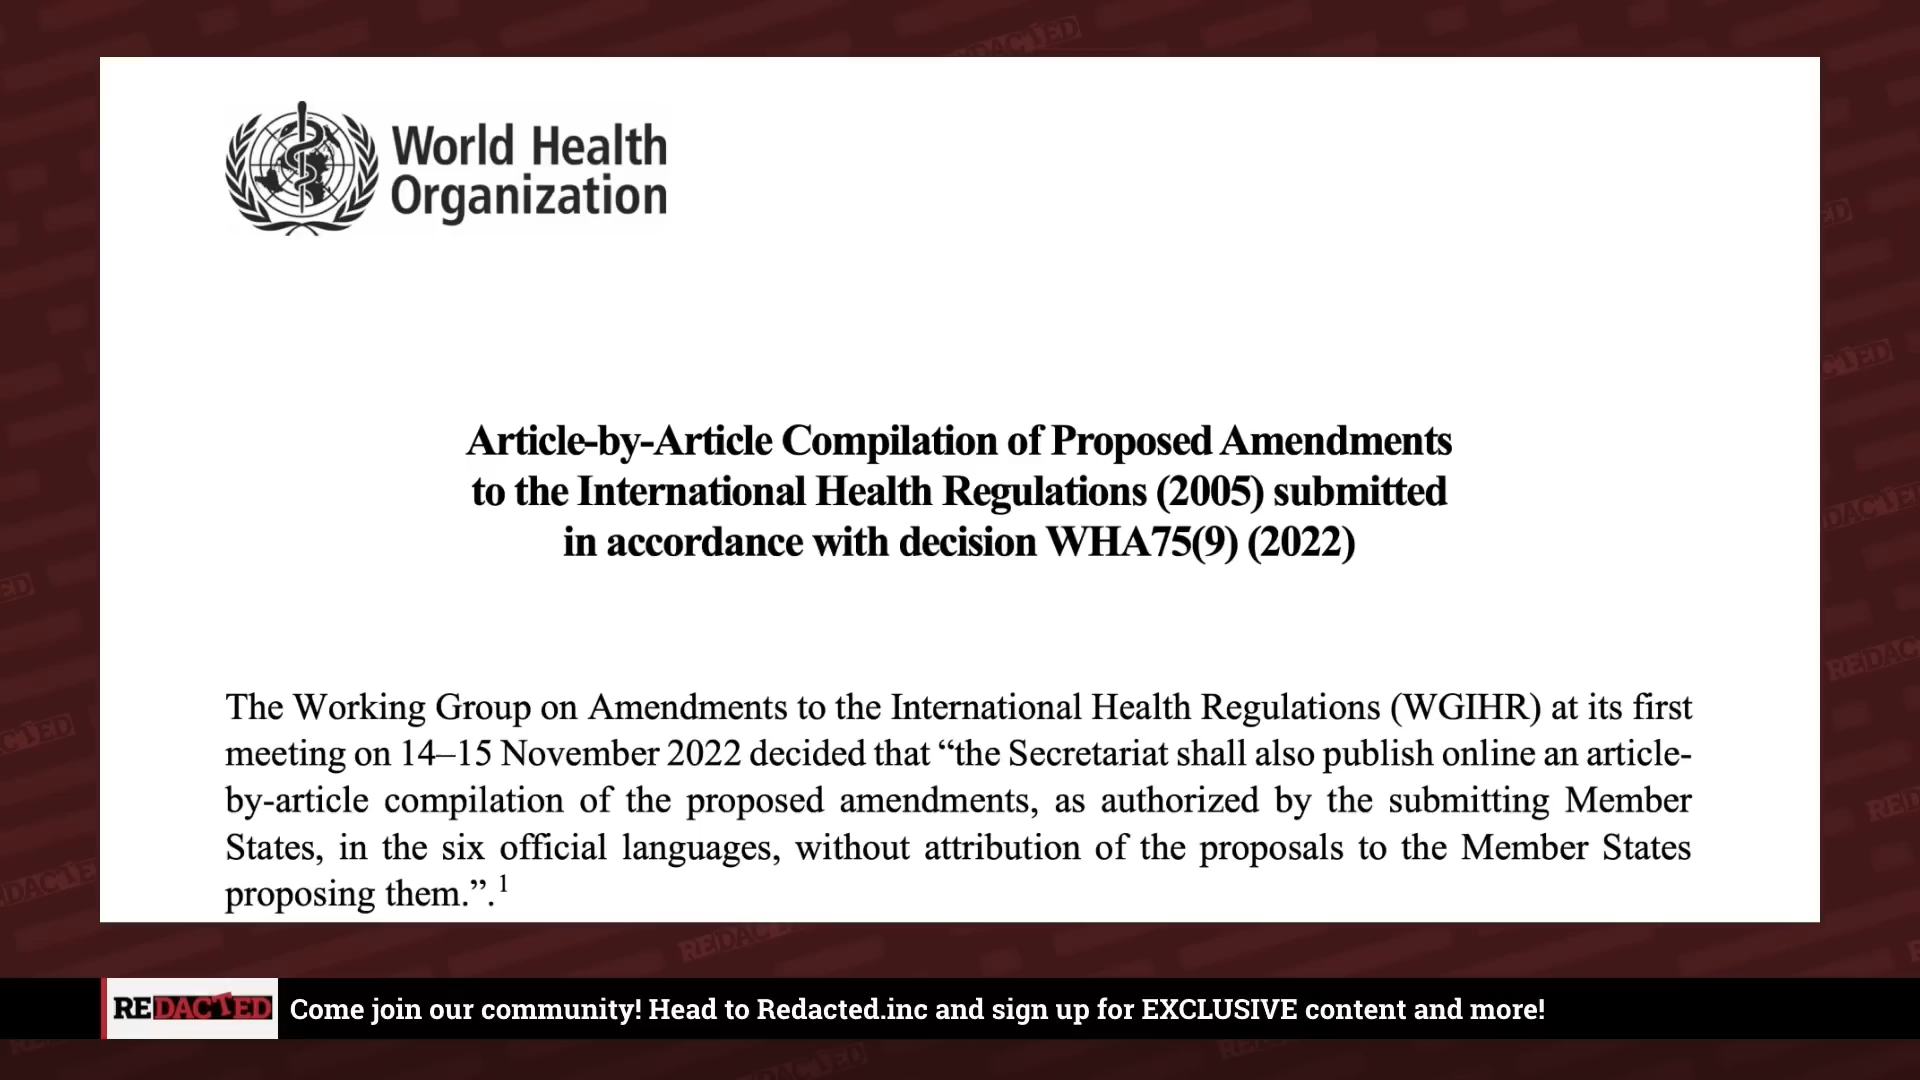 World Health
Organization
Article-by-Article Compilation of Proposed Amendments
to the International Health Regulations (2005) submitted
in accordance with decision WHA75(9) (2022)
The Working Group on Amendments to the International Health Regulations (WGIHR) at its first
meeting on 14–15 November 2022 decided that “the Secretariat shall also publish online an article-
by-article compilation of the proposed amendments, as authorized by the submitting Member
States, in the six official languages, without attribution of the proposals to the Member States
proposing them.”.¹
REDACTED Come join our community! Head to Redacted.inc and sign up for EXCLUSIVE content and more!